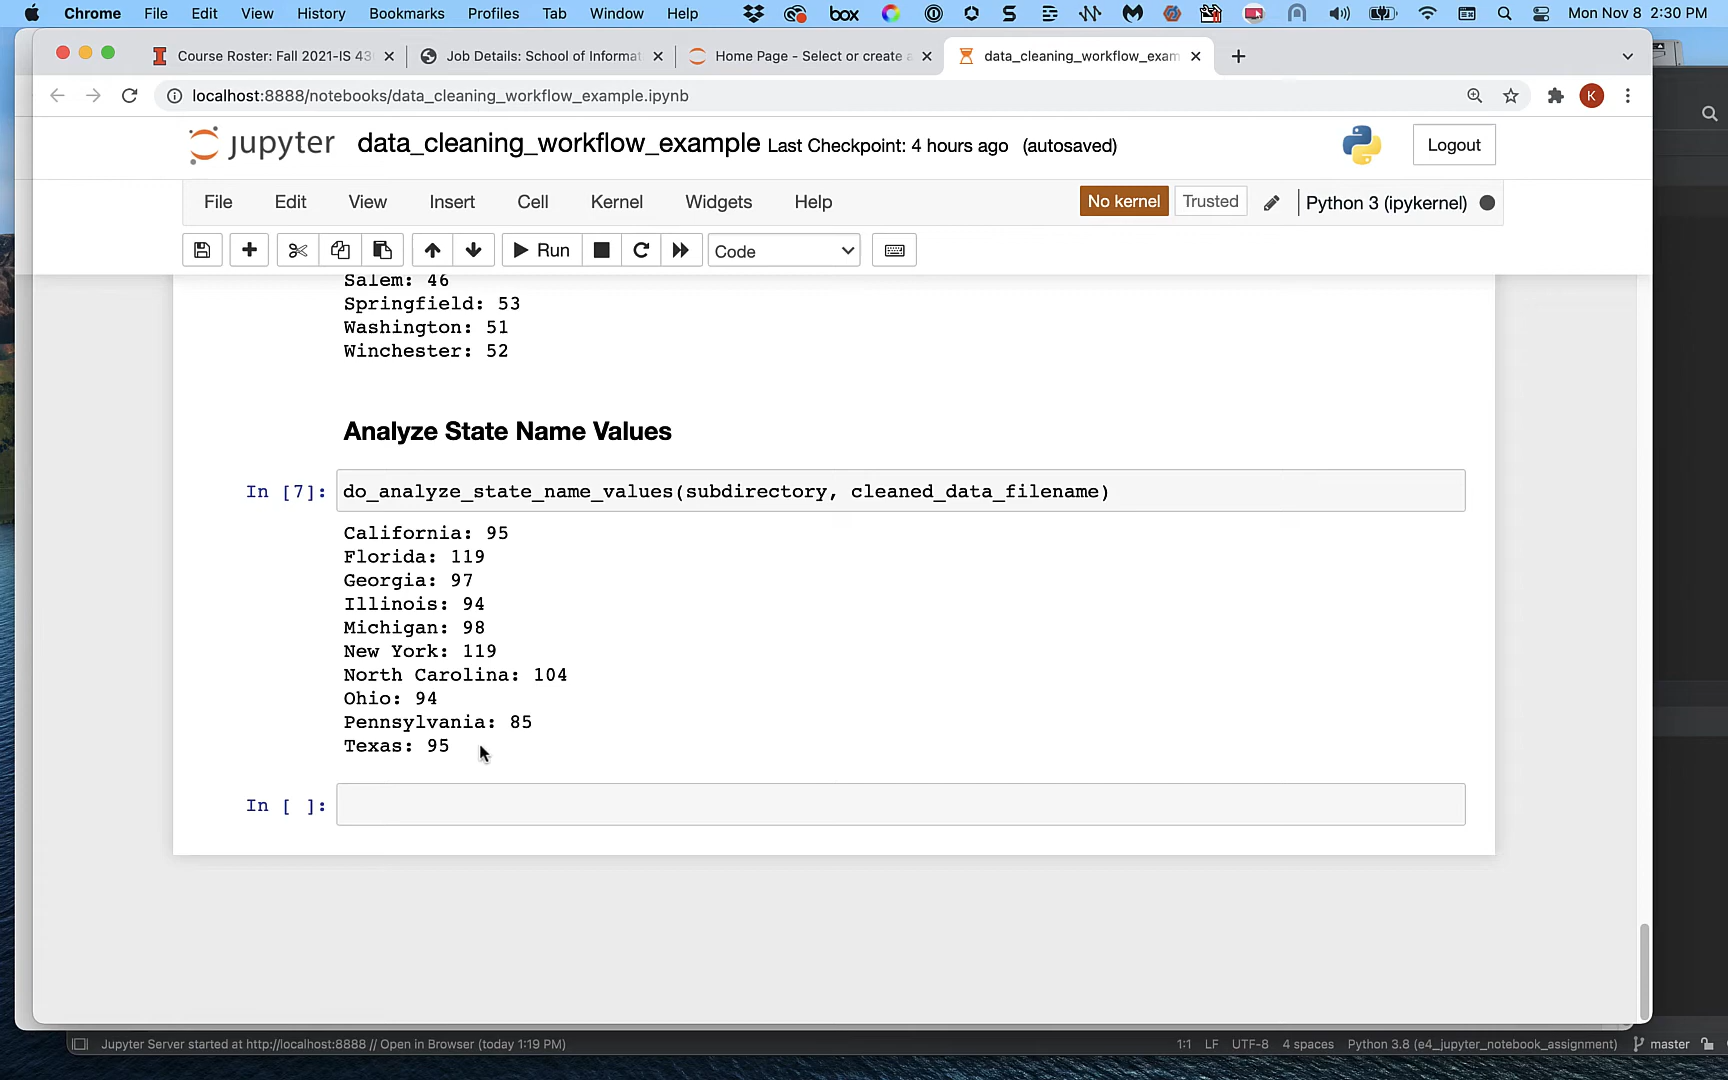 Chrome File Edit View History Bookmarks Profiles Tab Window Help box Mon Nov 8 2:30 PM
Course Roster: Fall 2021-IS 43 Job Details: School of Informat Home Page - Select or create a data_cleaning_workflow_exam
localhost:8888/notebooks/data_cleaning_workflow_example.ipynb K
jupyter data_cleaning_workflow_example Last Checkpoint: 4 hours ago (autosaved) Logout
File Edit View Insert Cell Kernel Widgets Help No kernel Trusted Python 3 (ipykernel)
Run Code
Salem: 46
Springfield: 53
Washington: 51
Winchester: 52
Analyze State Name Values
In [7]: do_analyze_state_name_values(subdirectory, cleaned_data_filename)
California: 95
Florida: 119
Georgia: 97
Illinois: 94
Michigan: 98
New York: 119
North Carolina: 104
Ohio: 94
Pennsylvania: 85
Texas: 95
In [ ]:
Jupyter Server started at http://localhost:8888 // Open in Browser (today 1:19 PM) 1:1 LF UTF-8 4 spaces Python 3.8 (e4_jupyter_notebook_assignment) master